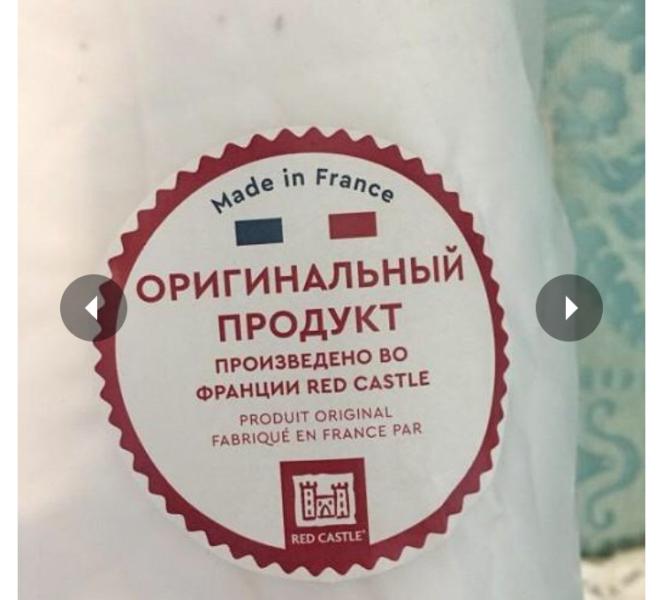 Made in France
ОРИГИНАЛЬНЫЙ
ПРОДУКТ
ПРОИЗВЕДЕНО ВО
ФРАНЦИИ RED CASTLE
PRODUIT ORIGINAL
FABRIQUÉ EN FRANCE PAR
RED CASTLE®